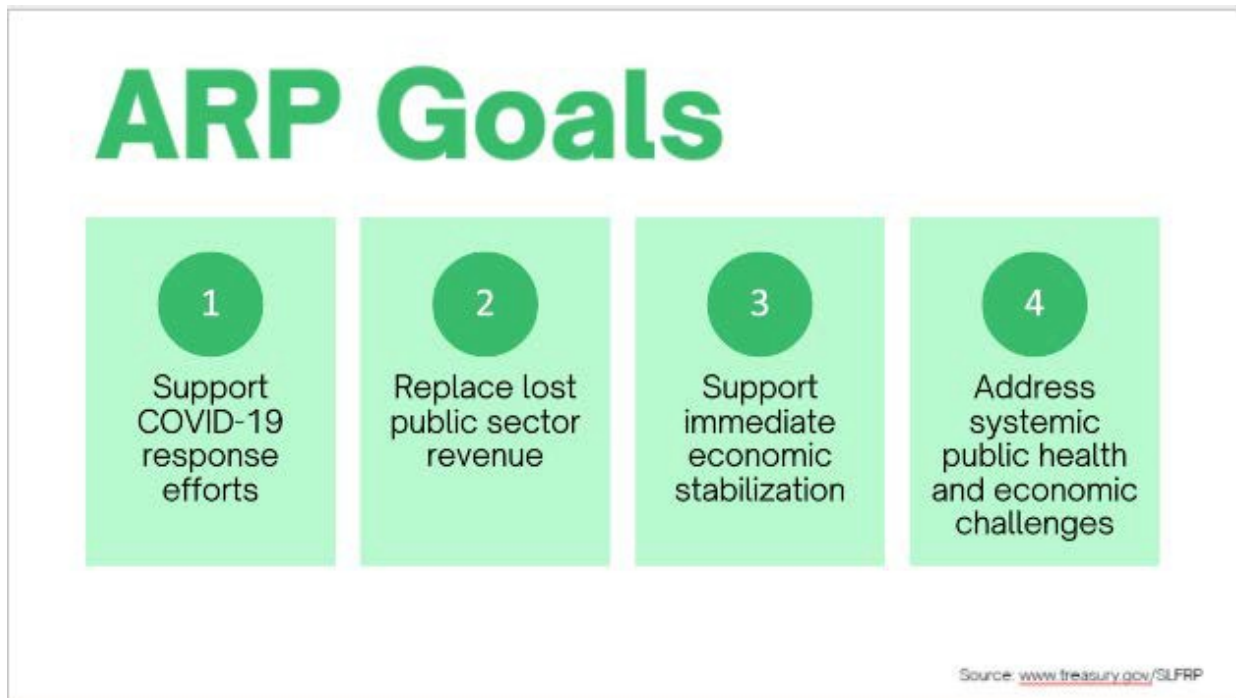 ARP Goals
1
Support
COVID-19
response
efforts
2
Replace lost
public sector
revenue
3
Support
immediate
economic
stabilization
4
Address
systemic
public health
and economic
challenges
Source: www.treasury.gov/SLFRP